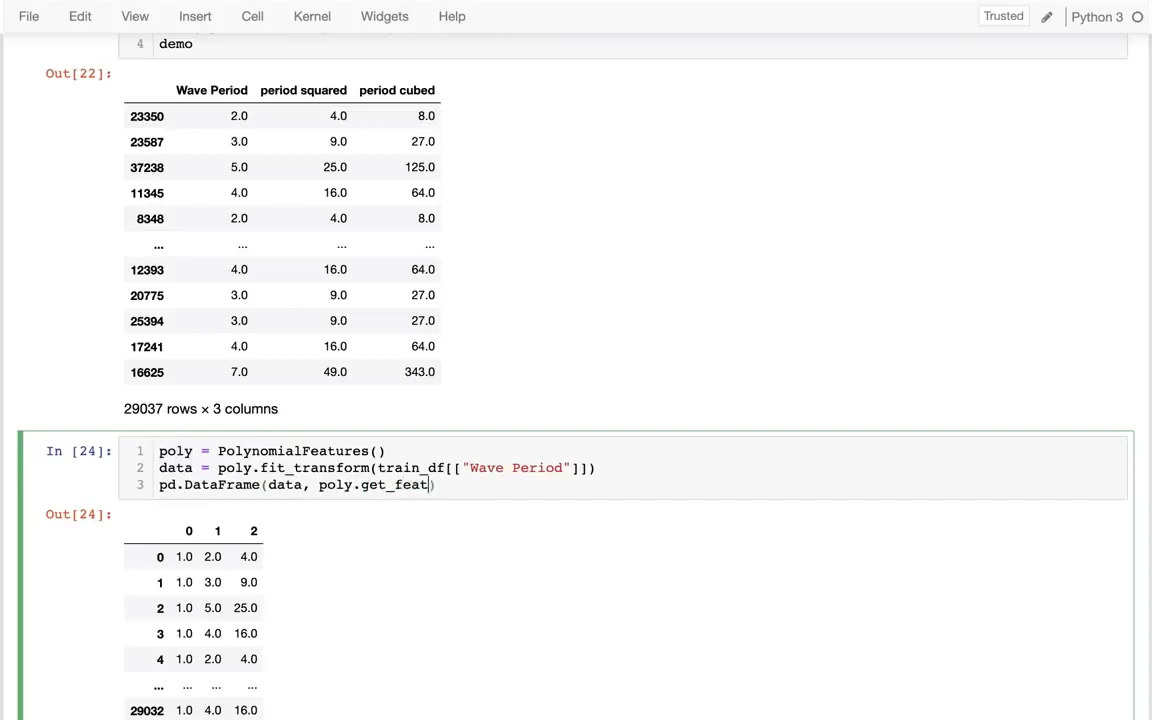 File Edit View Insert Cell Kernel Widgets Help Trusted Python 3
4 demo
Out[22]:
Wave Period period squared period cubed
23350 2.0 4.0 8.0
23587 3.0 9.0 27.0
37238 5.0 25.0 125.0
11345 4.0 16.0 64.0
8348 2.0 4.0 8.0
... ... ... ...
12393 4.0 16.0 64.0
20775 3.0 9.0 27.0
25394 3.0 9.0 27.0
17241 4.0 16.0 64.0
16625 7.0 49.0 343.0
29037 rows × 3 columns
In [24]: 1 poly = PolynomialFeatures()
2 data = poly.fit_transform(train_df[["Wave Period"]])
3 pd.DataFrame(data, poly.get_feat)
Out[24]:
0 1 2
0 1.0 2.0 4.0
1 1.0 3.0 9.0
2 1.0 5.0 25.0
3 1.0 4.0 16.0
4 1.0 2.0 4.0
... ... ... ...
29032 1.0 4.0 16.0